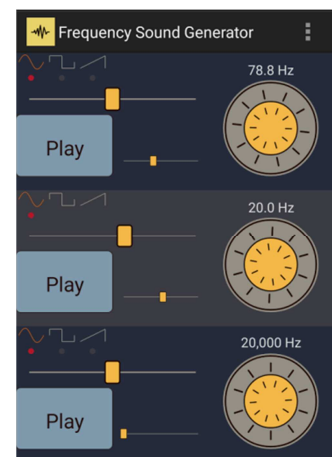 Frequency Sound Generator
78.8 Hz
Play
20.0 Hz
Play
20,000 Hz
Play